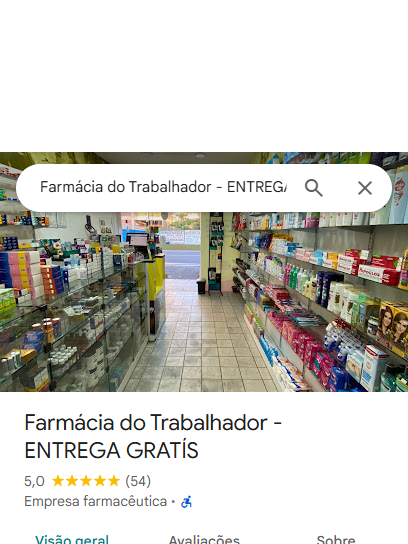 Farmácia do Trabalhador - ENTREGA
Farmácia do Trabalhador -
ENTREGA GRATÍS
5,0 (54)
Empresa farmacêutica ·
Visão geral Avaliações Sobre